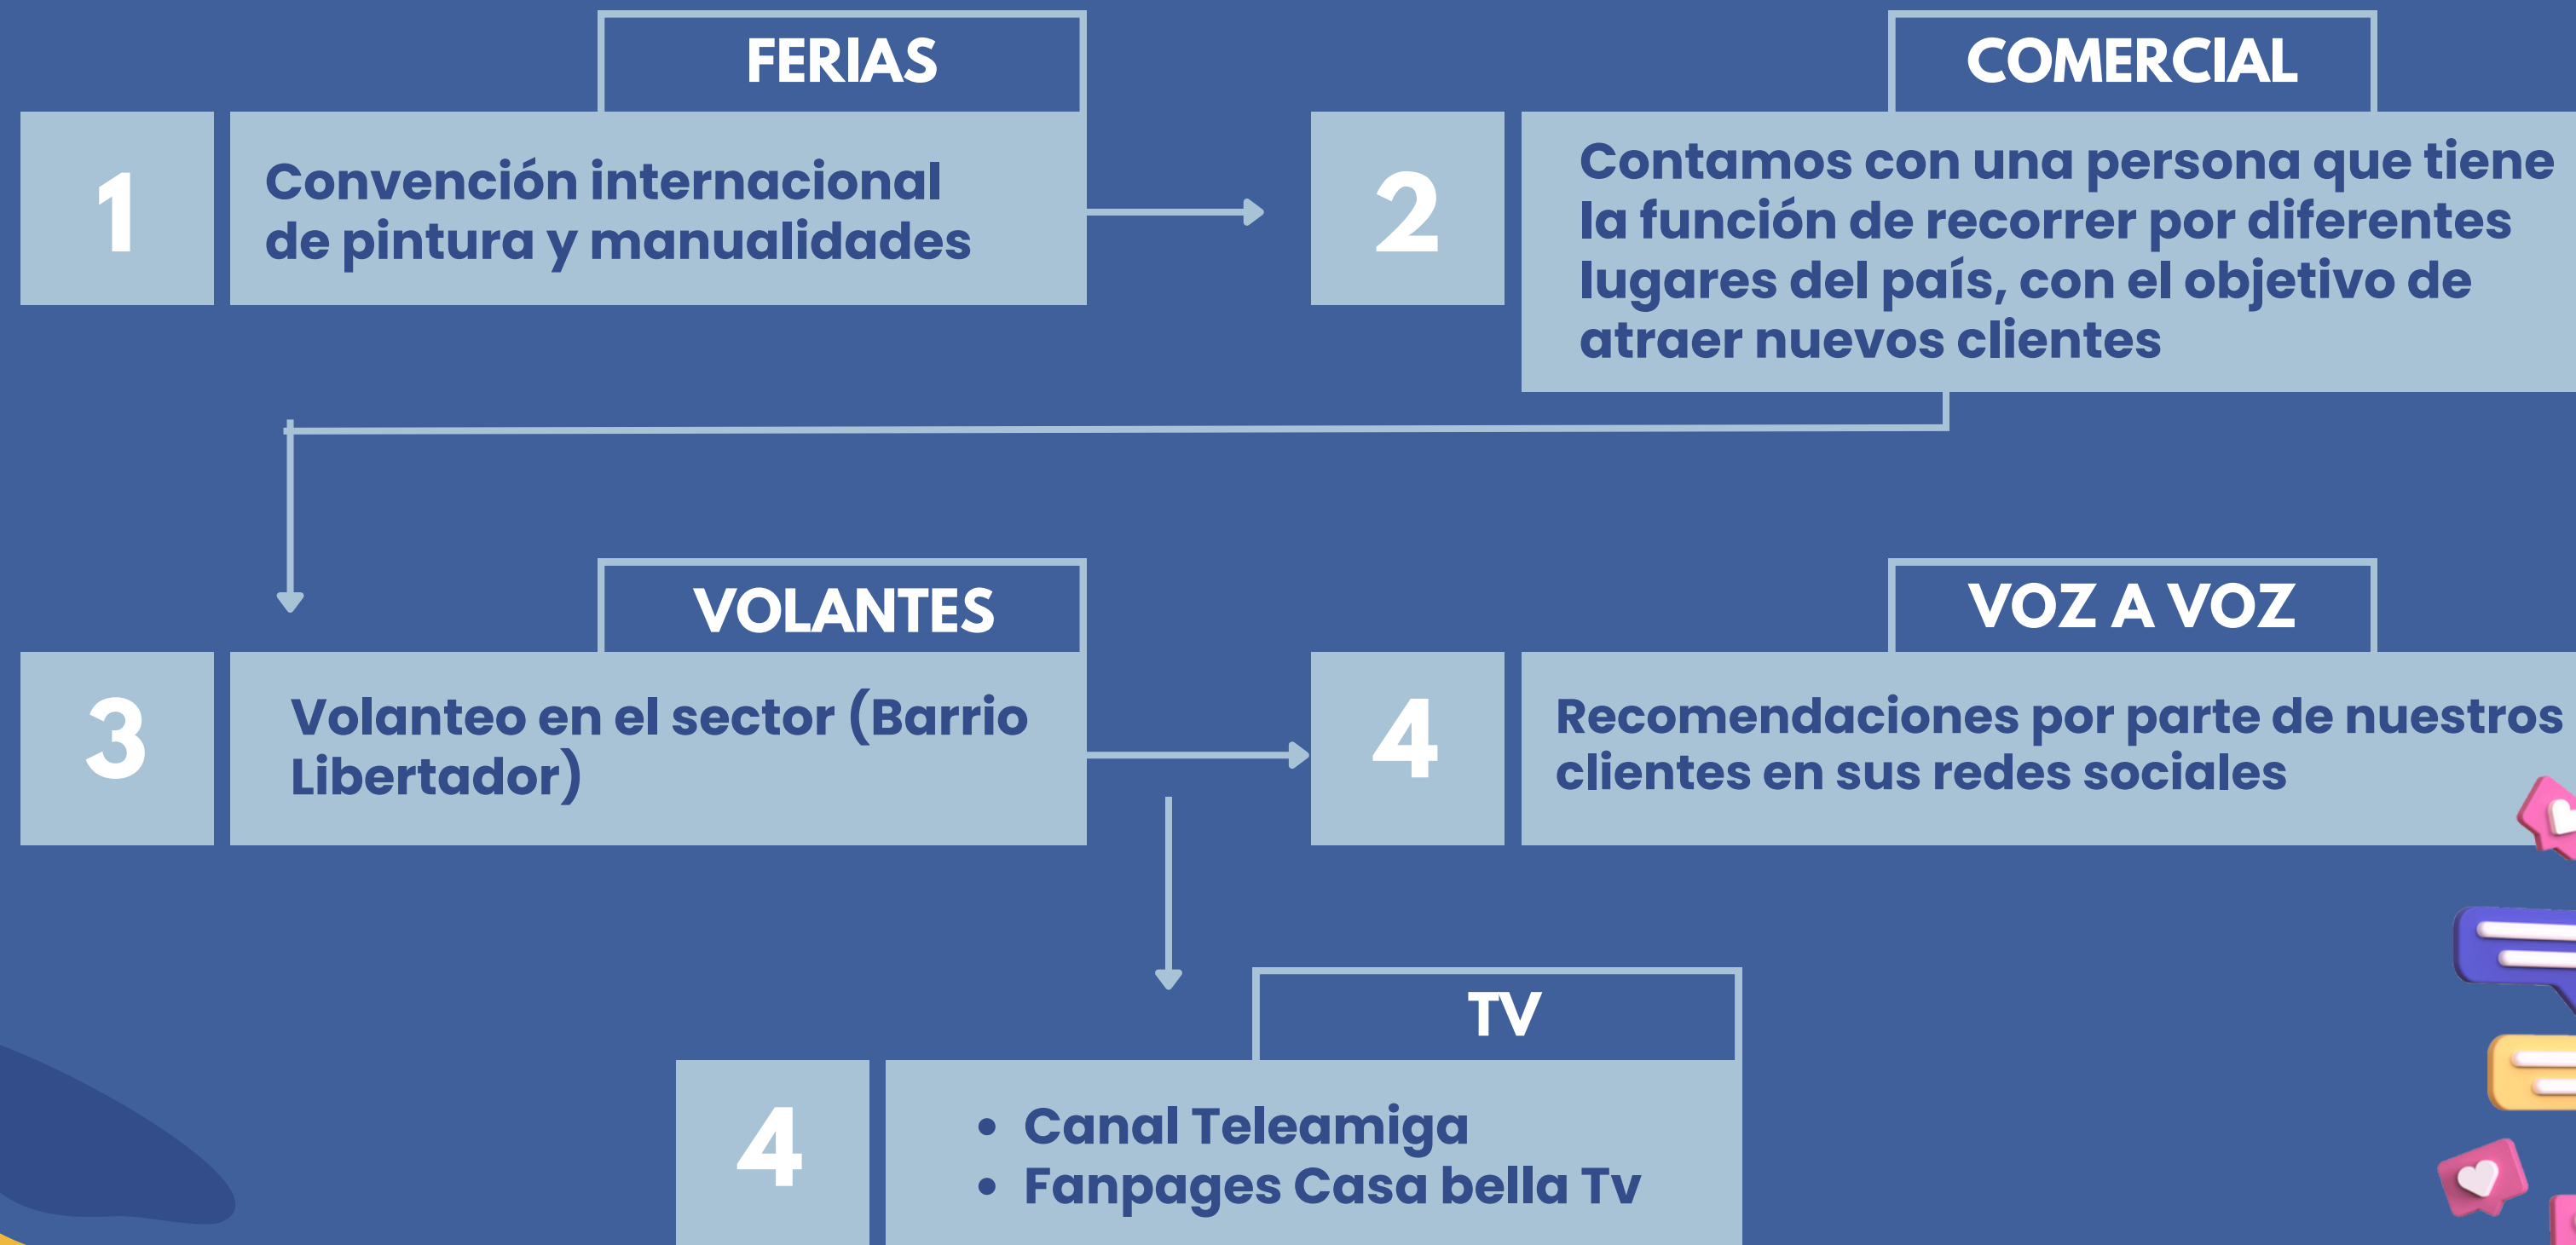 FERIAS
1
Convención internacional
de pintura y manualidades
COMERCIAL
2
Contamos con una persona que tiene
la función de recorrer por diferentes
lugares del país, con el objetivo de
atraer nuevos clientes
VOLANTES
3
Volanteo en el sector (Barrio
Libertador)
VOZ A VOZ
4
Recomendaciones por parte de nuestros
clientes en sus redes sociales
TV
4
• Canal Teleamiga
• Fanpages Casa bella Tv